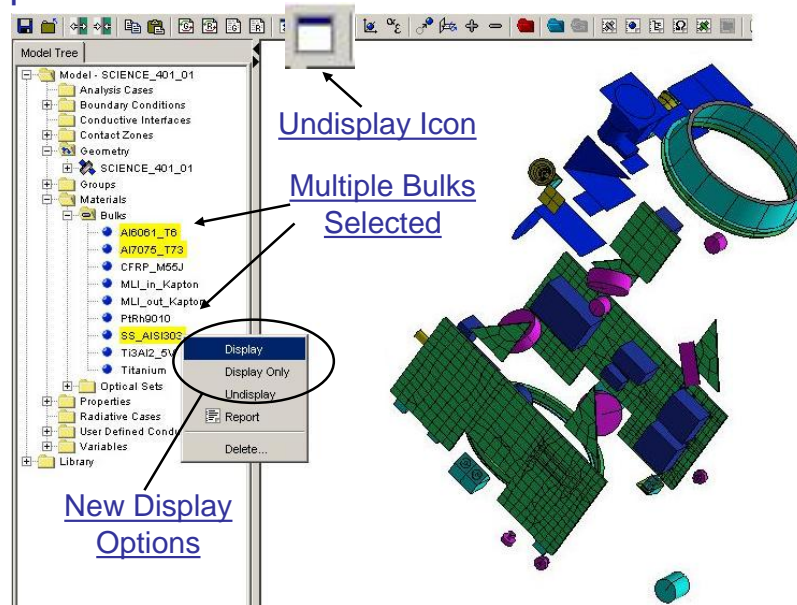 Model Tree
Undisplay Icon
Multiple Bulks
Selected
Model - SCIENCE_401_01
Analysis Cases
Boundary Conditions
Conductive Interfaces
Contact Zones
Geometry
SCIENCE_401_01
Groups
Materials
Bulks
Al6061_T6
Al7075_T73
CFRP_M55J
MLI_in_Kapton
MLI_out_Kapton
PtRh9010
SS_AISI303
Ti3Al2_5V
Titanium
Optical Sets
Properties
Radiative Cases
User Defined Condu
Variables
Library
Display
Display Only
Undisplay
Report
Delete...
New Display
Options